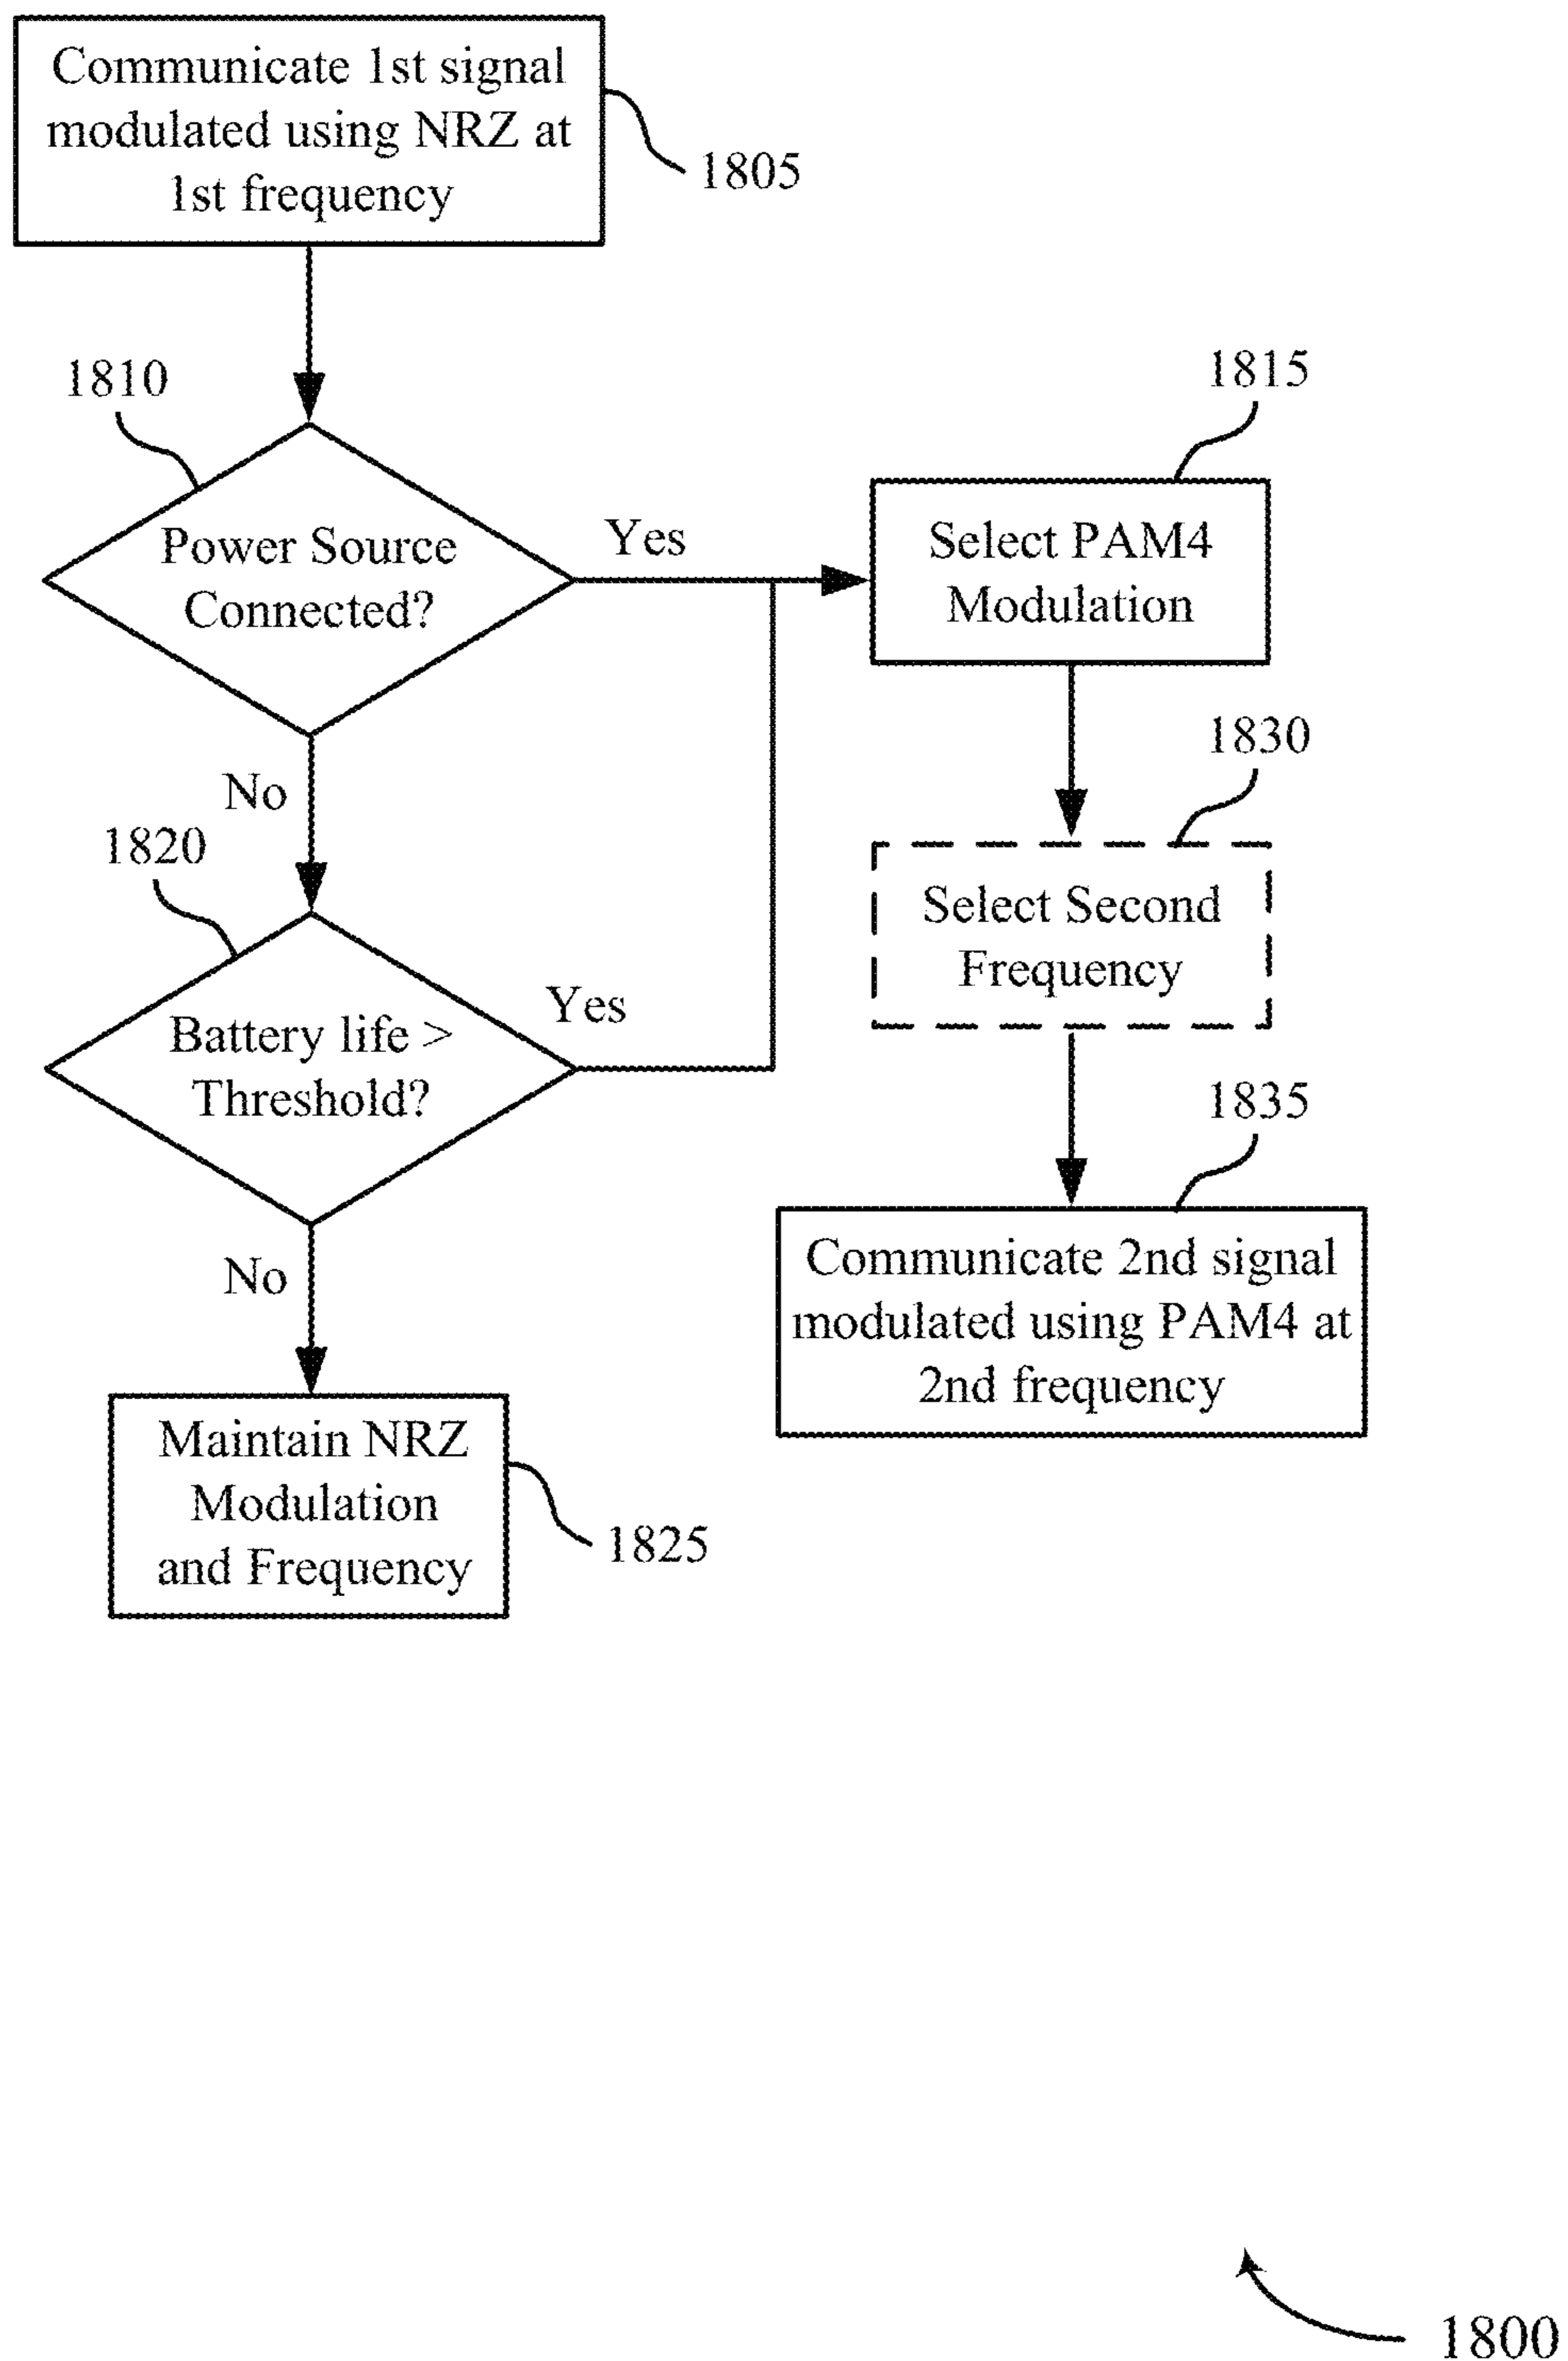 Communicate 1st signal
modulated using NRZ at
1st frequency
1805
1810
Power Source
Connected?
Yes
1815
Select PAM4
Modulation
No
1830
Select Second
Frequency
1820
Battery life >
Threshold?
Yes
1835
Communicate 2nd signal
modulated using PAM4 at
2nd frequency
No
Maintain NRZ
Modulation
and Frequency
1825
1800